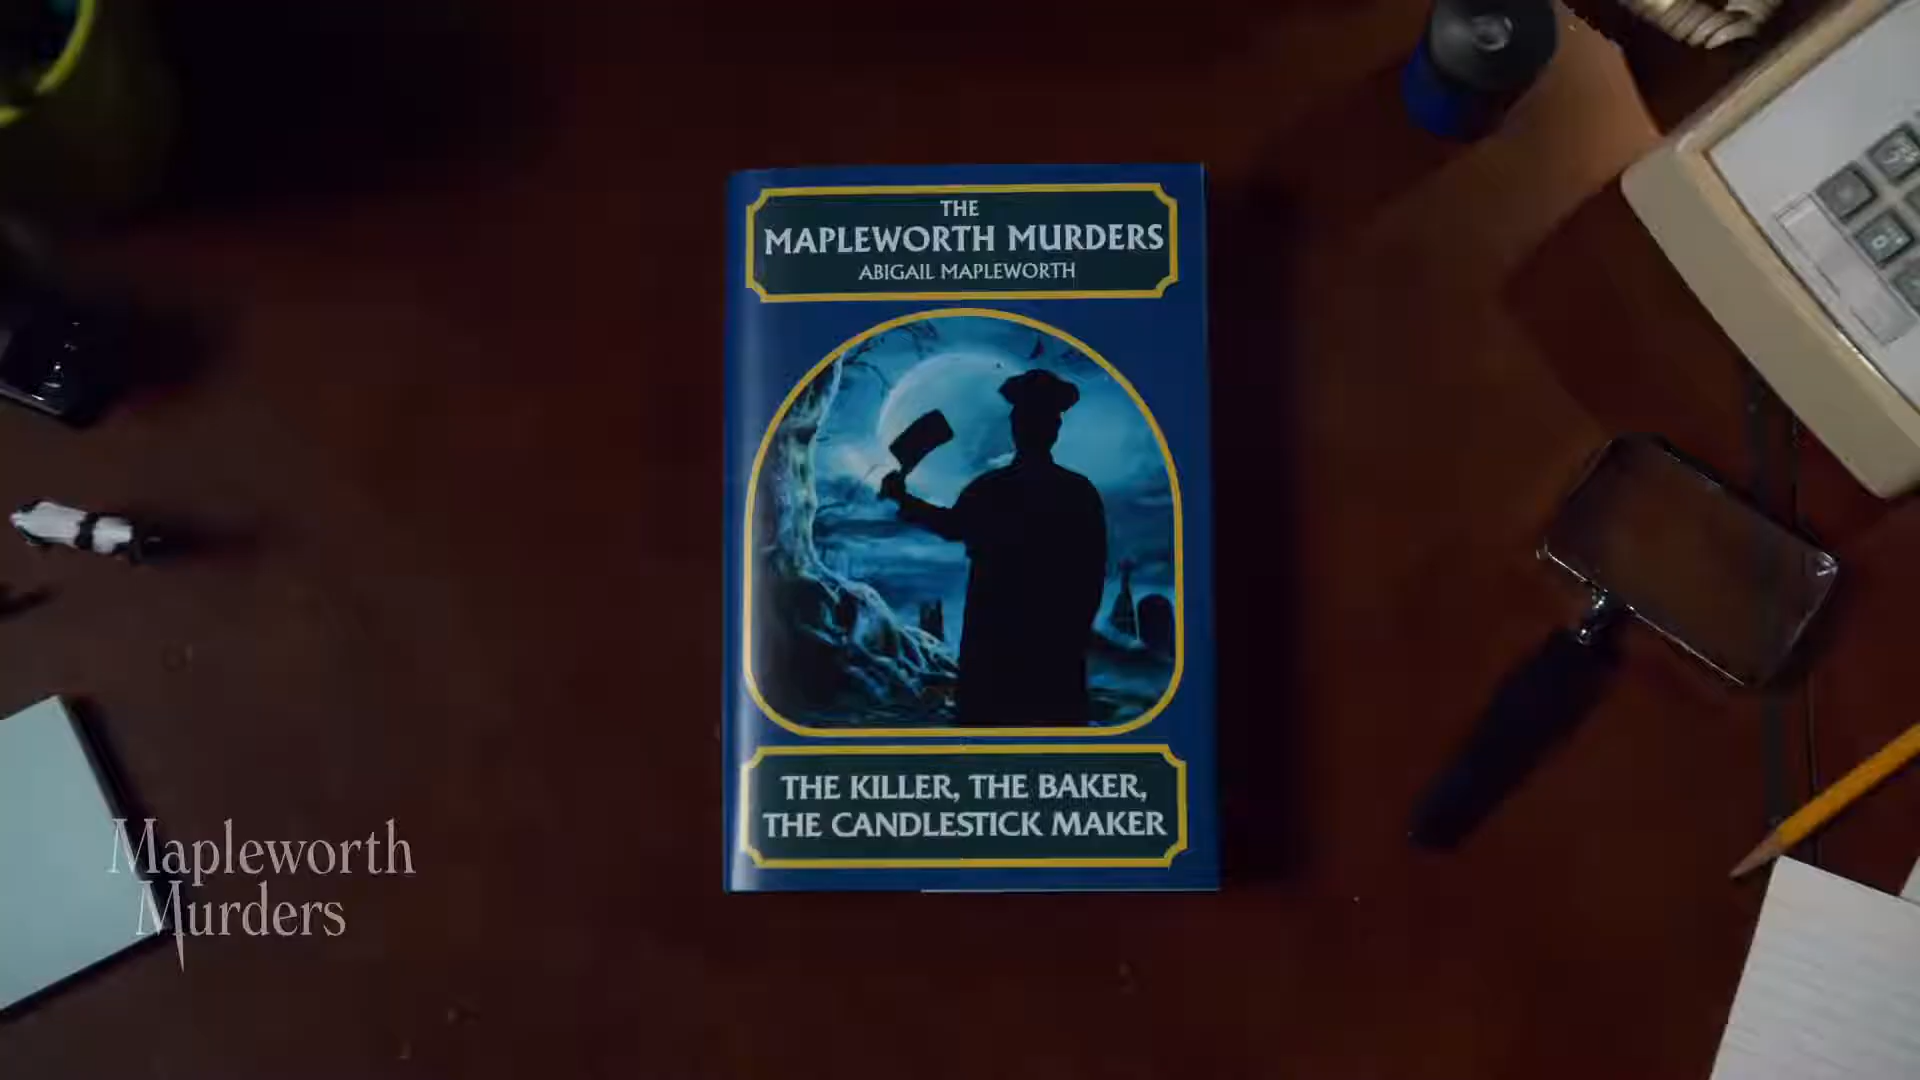 THE
MAPLEWORTH MURDERS
ABIGAIL MAPLEWORTH
THE KILLER, THE BAKER,
THE CANDLESTICK MAKER
Mapleworth
Murders